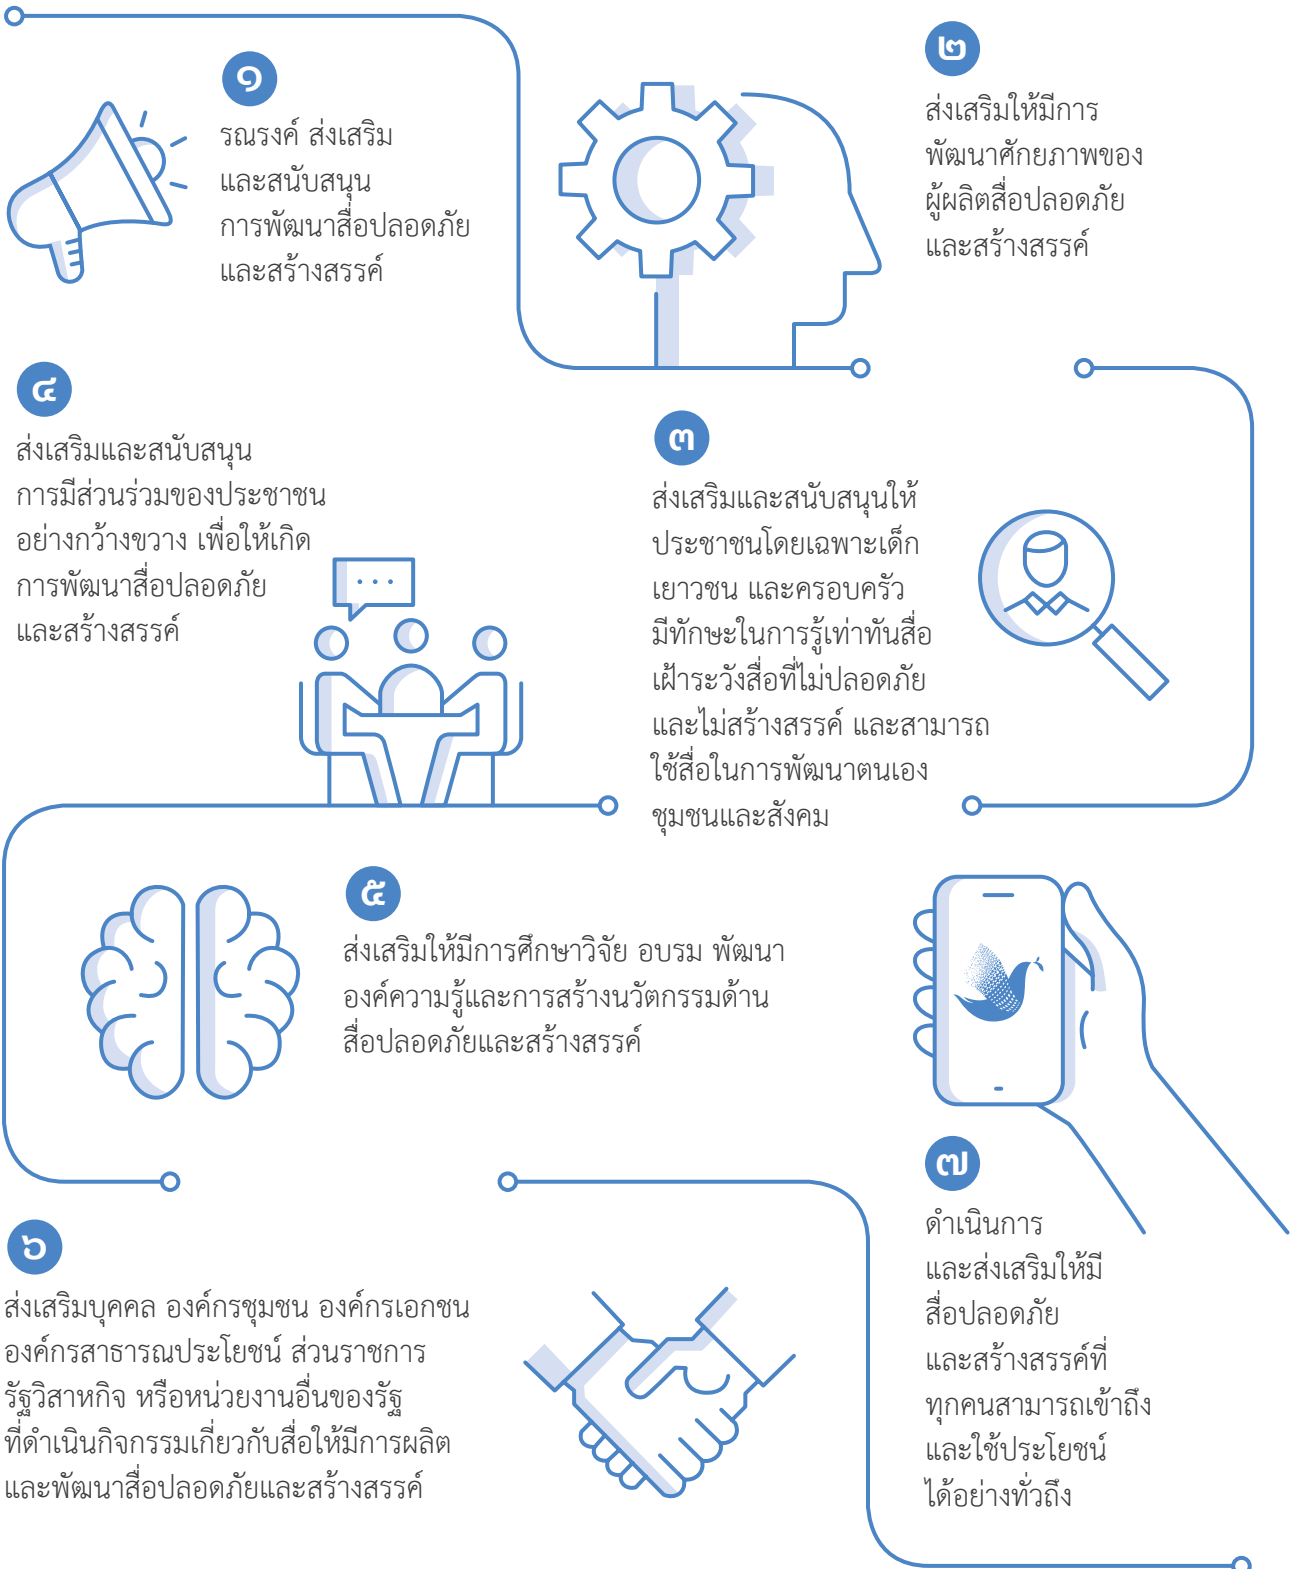 ๑
รณรงค์ ส่งเสริม
และสนับสนุน
การพัฒนาสื่อปลอดภัย
และสร้างสรรค์
๒
ส่งเสริมให้มีการ
พัฒนาศักยภาพของ
ผู้ผลิตสื่อปลอดภัย
และสร้างสรรค์
๓
ส่งเสริมและสนับสนุนให้
ประชาชนโดยเฉพาะเด็ก
เยาวชน และครอบครัว
มีทักษะในการรู้เท่าทันสื่อ
เฝ้าระวังสื่อที่ไม่ปลอดภัย
และไม่สร้างสรรค์ และสามารถ
ใช้สื่อในการพัฒนาตนเอง
ชุมชนและสังคม
๔
ส่งเสริมและสนับสนุน
การมีส่วนร่วมของประชาชน
อย่างกว้างขวาง เพื่อให้เกิด
การพัฒนาสื่อปลอดภัย
และสร้างสรรค์
๕
ส่งเสริมให้มีการศึกษาวิจัย อบรม พัฒนา
องค์ความรู้และการสร้างนวัตกรรมด้าน
สื่อปลอดภัยและสร้างสรรค์
๖
ส่งเสริมบุคคล องค์กรชุมชน องค์กรเอกชน
องค์กรสาธารณประโยชน์ ส่วนราชการ
รัฐวิสาหกิจ หรือหน่วยงานอื่นของรัฐ
ที่ดำเนินกิจกรรมเกี่ยวกับสื่อให้มีการผลิต
และพัฒนาสื่อปลอดภัยและสร้างสรรค์
๗
ดำเนินการ
และส่งเสริมให้มี
สื่อปลอดภัย
และสร้างสรรค์ที่
ทุกคนสามารถเข้าถึง
และใช้ประโยชน์
ได้อย่างทั่วถึง